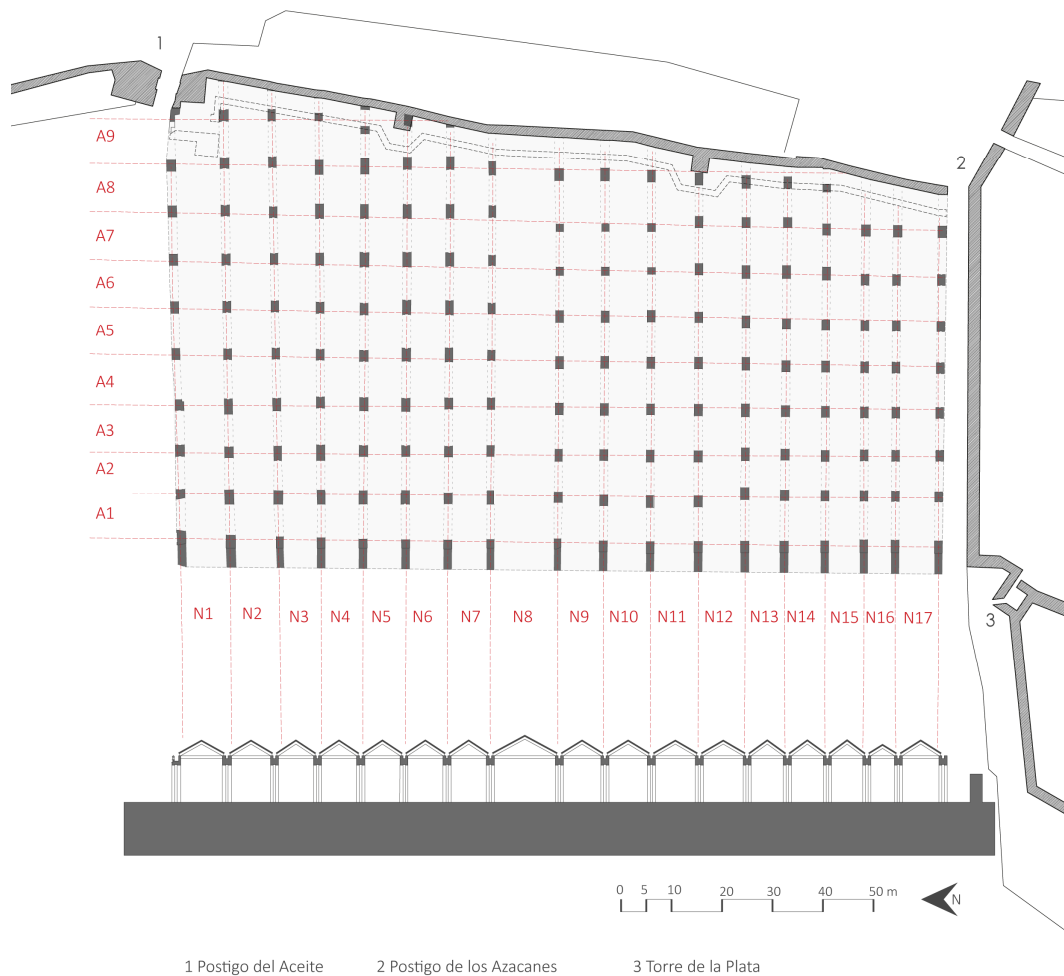 1
2
A9
A8
A7
A6
A5
A4
A3
A2
A1
N1 N2 N3 N4 N5 N6 N7 N8 N9 N10 N11 N12 N13 N14 N15 N16 N17
3
0 5 10 20 30 40 50 m
N
1 Postigo del Aceite 2 Postigo de los Azacanes 3 Torre de la Plata